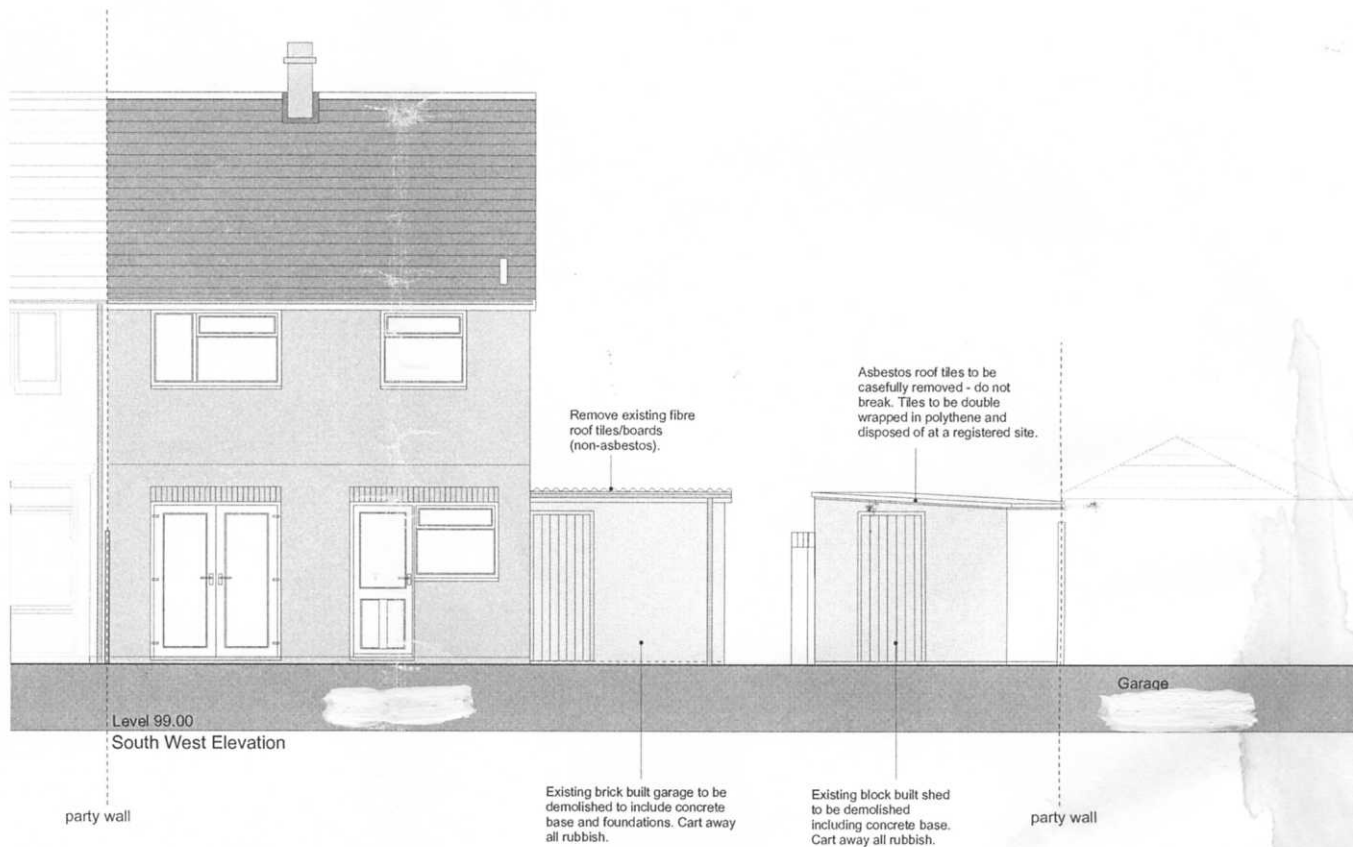 Remove existing fibre
roof tiles/boards
(non-asbestos).
Asbestos roof tiles to be
casefully removed - do not
break. Tiles to be double
wrapped in polythene and
disposed of at a registered site.
Garage
Level 99.00
South West Elevation
party wall
Existing brick built garage to be
demolished to include concrete
base and foundations. Cart away
all rubbish.
Existing block built shed
to be demolished
including concrete base.
Cart away all rubbish.
party wall